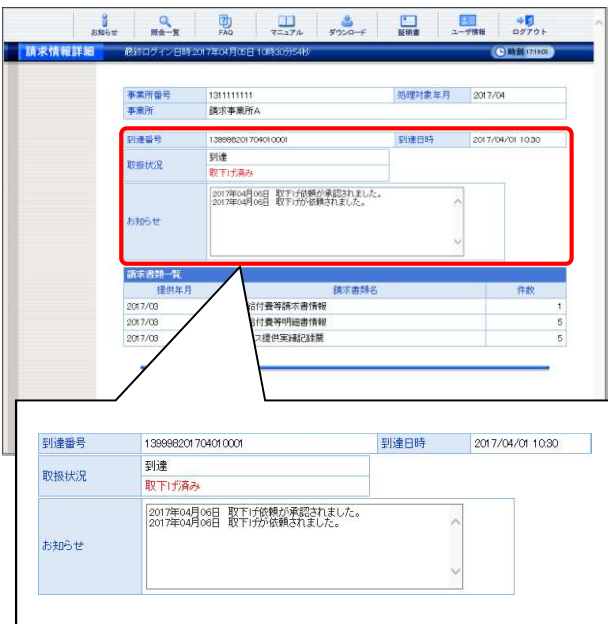 お知らせ 照会一覧 FAQ マニュアル ダウンロード 証明書 ユーザ情報 ログアウト
請求情報詳細 最終ログイン日時:2017年04月05日 10時30分54秒 時刻 17:19:03
事業所番号 1311111111 処理対象年月 2017/04
事業所 請求事業所A
到達番号 139998201704010001 到達日時 2017/04/01 10:30
取扱状況 到達
取下げ済み
お知らせ 2017年04月06日 取下げ依頼が承認されました。
2017年04月06日 取下げが依頼されました。
請求書類一覧
提供年月 請求書類名 件数
2017/03 給付費等請求書情報 1
2017/03 給付費等明細書情報 5
2017/03 ス提供実績記録票 5
到達番号 139998201704010001 到達日時 2017/04/01 10:30
取扱状況 到達
取下げ済み
お知らせ 2017年04月06日 取下げ依頼が承認されました。
2017年04月06日 取下げが依頼されました。